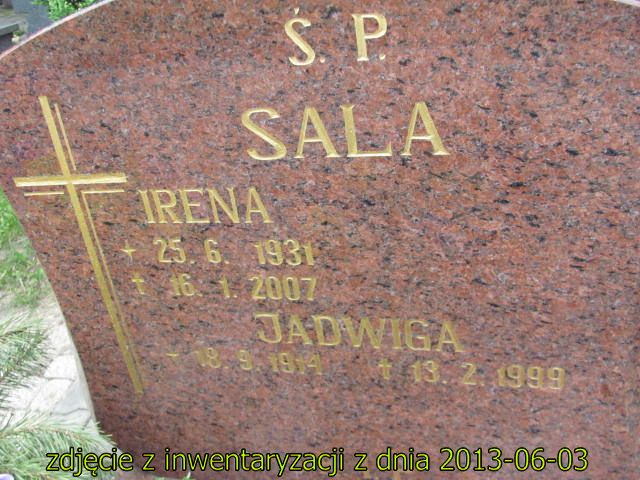 Ś. P.
SALA
IRENA
* 25. 6. 1931
† 16. 1. 2007
JADWIGA
* 18. 9. 1914 † 13. 2. 1999
zdjęcie z inwentaryzacji z dnia 2013-06-03